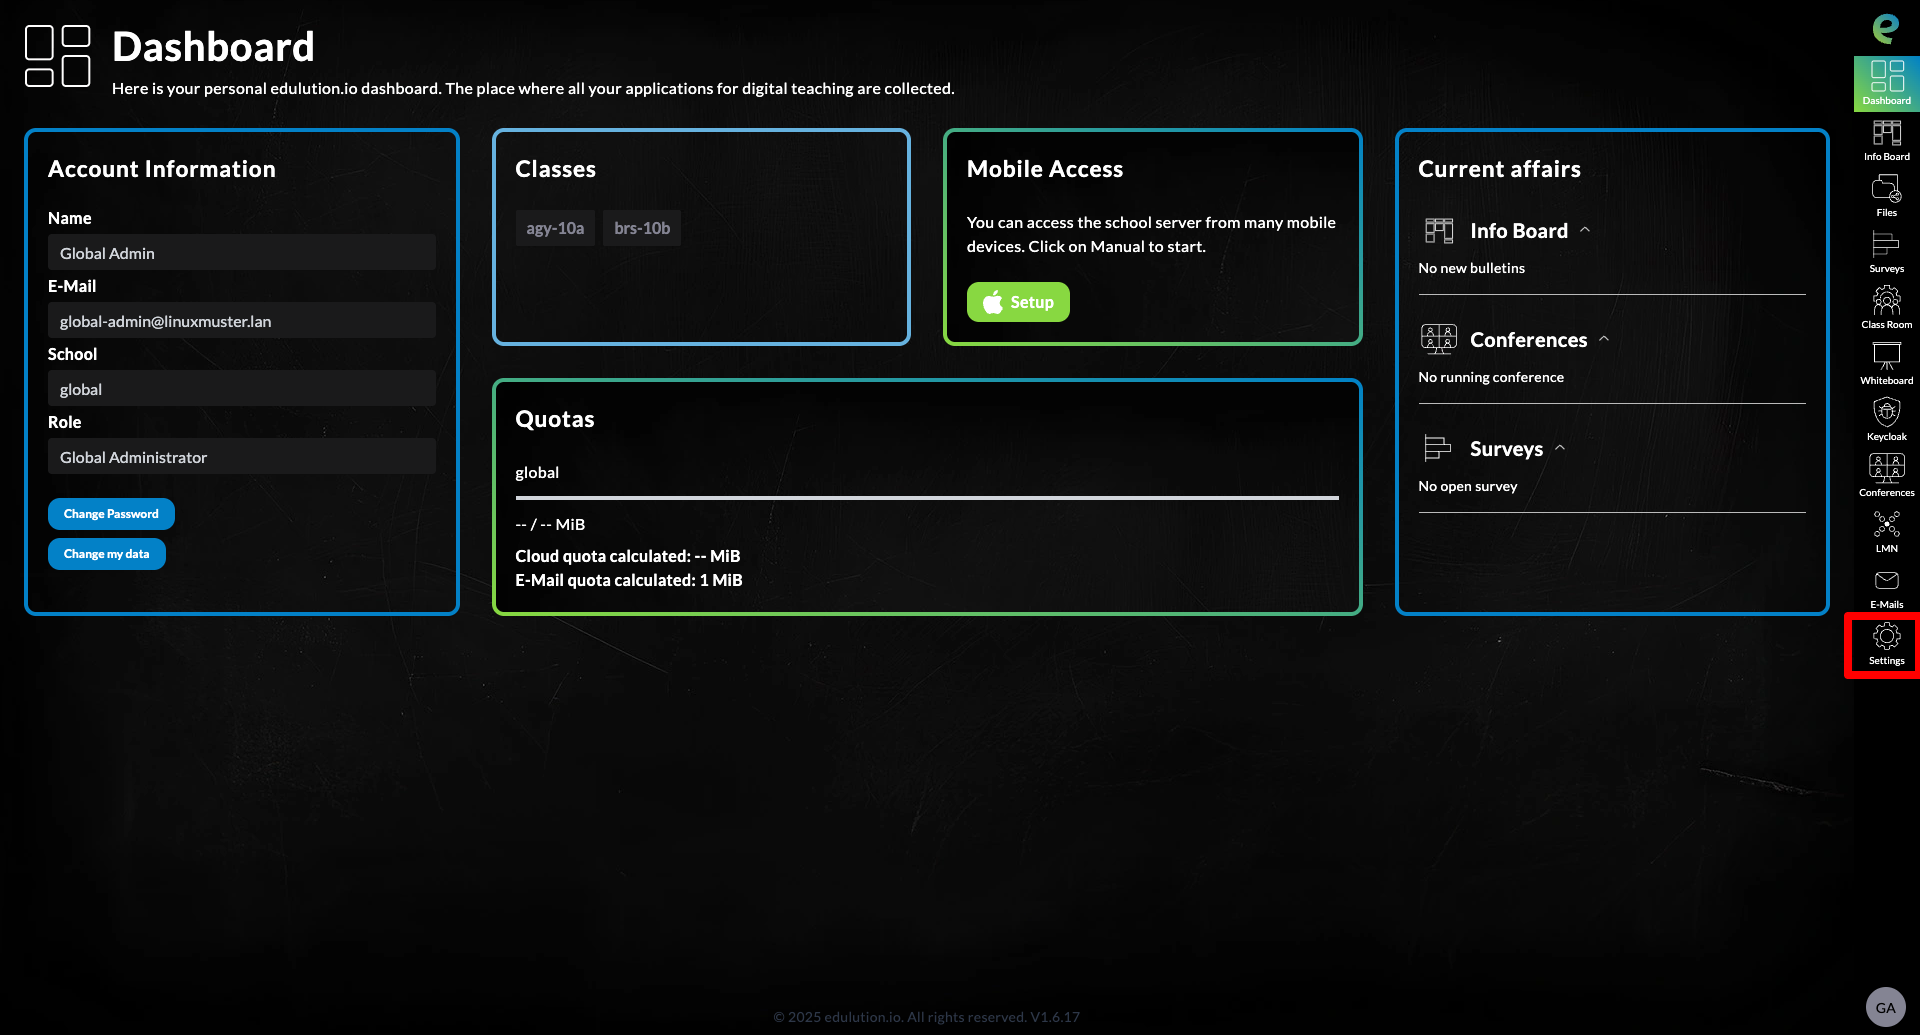 Dashboard
Here is your personal edulution.io dashboard. The place where all your applications for digital teaching are collected.
Account Information
Name
Global Admin
E-Mail
global-admin@linuxmuster.lan
School
global
Role
Global Administrator
Change Password
Change my data
Classes
agy-10a brs-10b
Mobile Access
You can access the school server from many mobile
devices. Click on Manual to start.
Setup
Quotas
global
-- / -- MiB
Cloud quota calculated: -- MiB
E-Mail quota calculated: 1 MiB
Current affairs
Info Board
No new bulletins
Conferences
No running conference
Surveys
No open survey
Dashboard
Info Board
Files
Surveys
Class Room
Whiteboard
Keycloak
Conferences
LMN
E-Mails
Settings
GA
© 2025 edulution.io. All rights reserved. V1.6.17